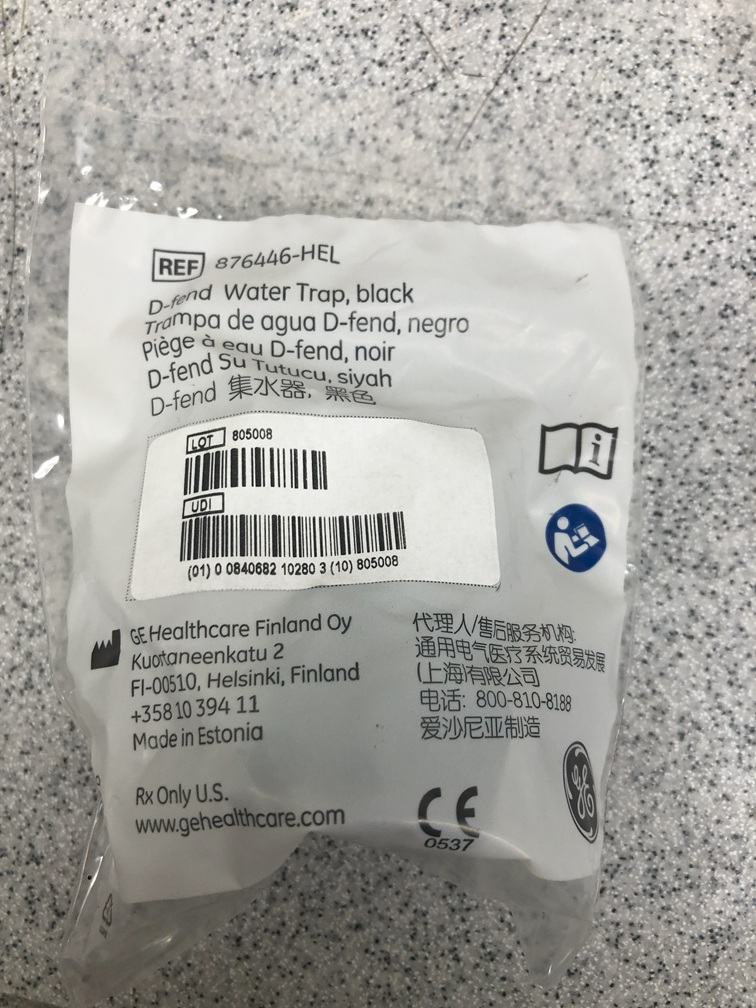 REF 876446-HEL
D-fend Water Trap, black
Trampa de agua D-fend, negro
Piège à eau D-fend, noir
D-fend Su Tutucu, siyah
D-fend 集水器, 黑色
LOT 805008
UDI
(01) 0 0840682 10280 3 (10) 805008
GE Healthcare Finland Oy
Kuortaneenkatu 2
FI-00510, Helsinki, Finland
+358 10 394 11
Made in Estonia
代理人/售后服务机构:
通用电气医疗系统贸易发展
(上海)有限公司
电话: 800-810-8188
爱沙尼亚制造
Rx Only U.S.
www.gehealthcare.com
CE
0537
GE